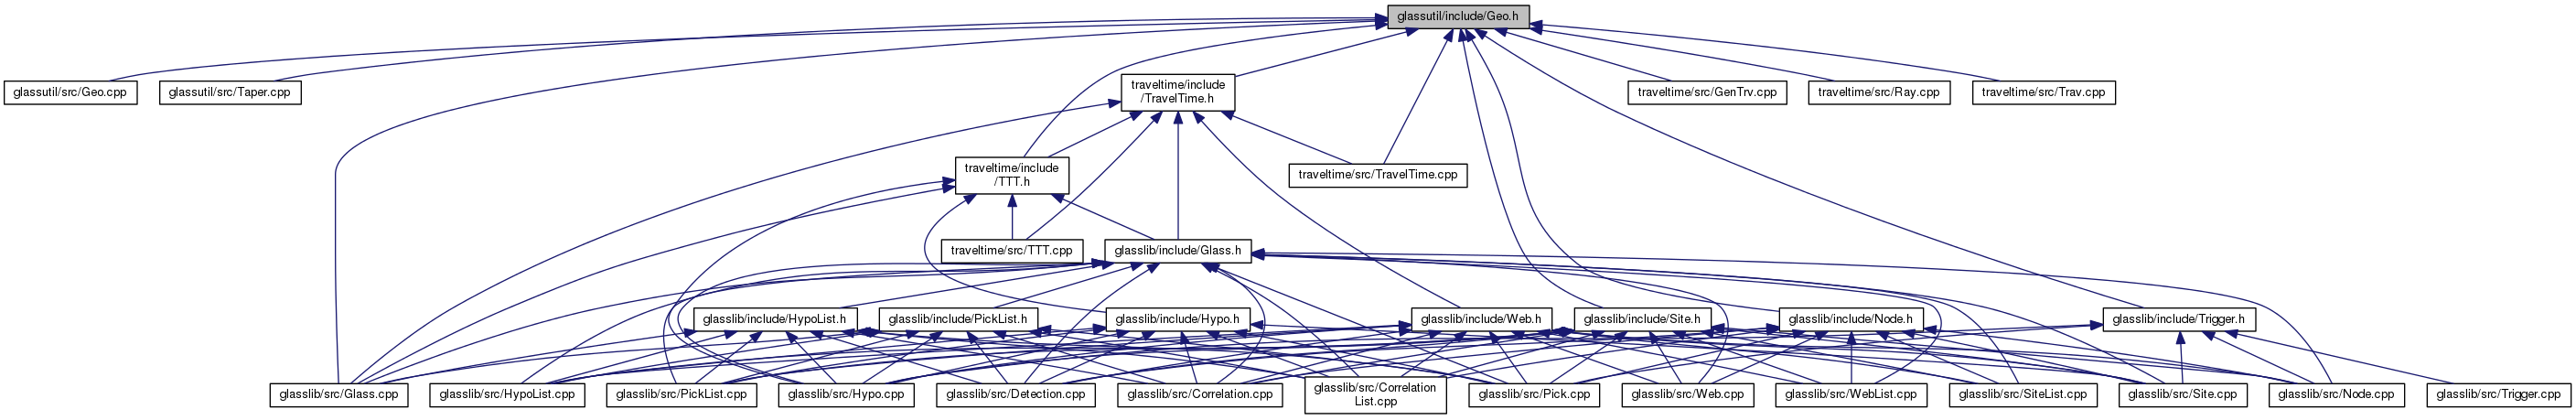 glassutil/include/Geo.h
glassutil/src/Geo.cpp
glassutil/src/Taper.cpp
traveltime/include
/TravelTime.h
traveltime/src/GenTrv.cpp
traveltime/src/Ray.cpp
traveltime/src/Trav.cpp
traveltime/include
/TTT.h
traveltime/src/TravelTime.cpp
traveltime/src/TTT.cpp
glasslib/include/Glass.h
glasslib/include/HypoList.h
glasslib/include/PickList.h
glasslib/include/Hypo.h
glasslib/include/Web.h
glasslib/include/Site.h
glasslib/include/Node.h
glasslib/include/Trigger.h
glasslib/src/Glass.cpp
glasslib/src/HypoList.cpp
glasslib/src/PickList.cpp
glasslib/src/Hypo.cpp
glasslib/src/Detection.cpp
glasslib/src/Correlation.cpp
glasslib/src/Correlation
List.cpp
glasslib/src/Pick.cpp
glasslib/src/Web.cpp
glasslib/src/WebList.cpp
glasslib/src/SiteList.cpp
glasslib/src/Site.cpp
glasslib/src/Node.cpp
glasslib/src/Trigger.cpp